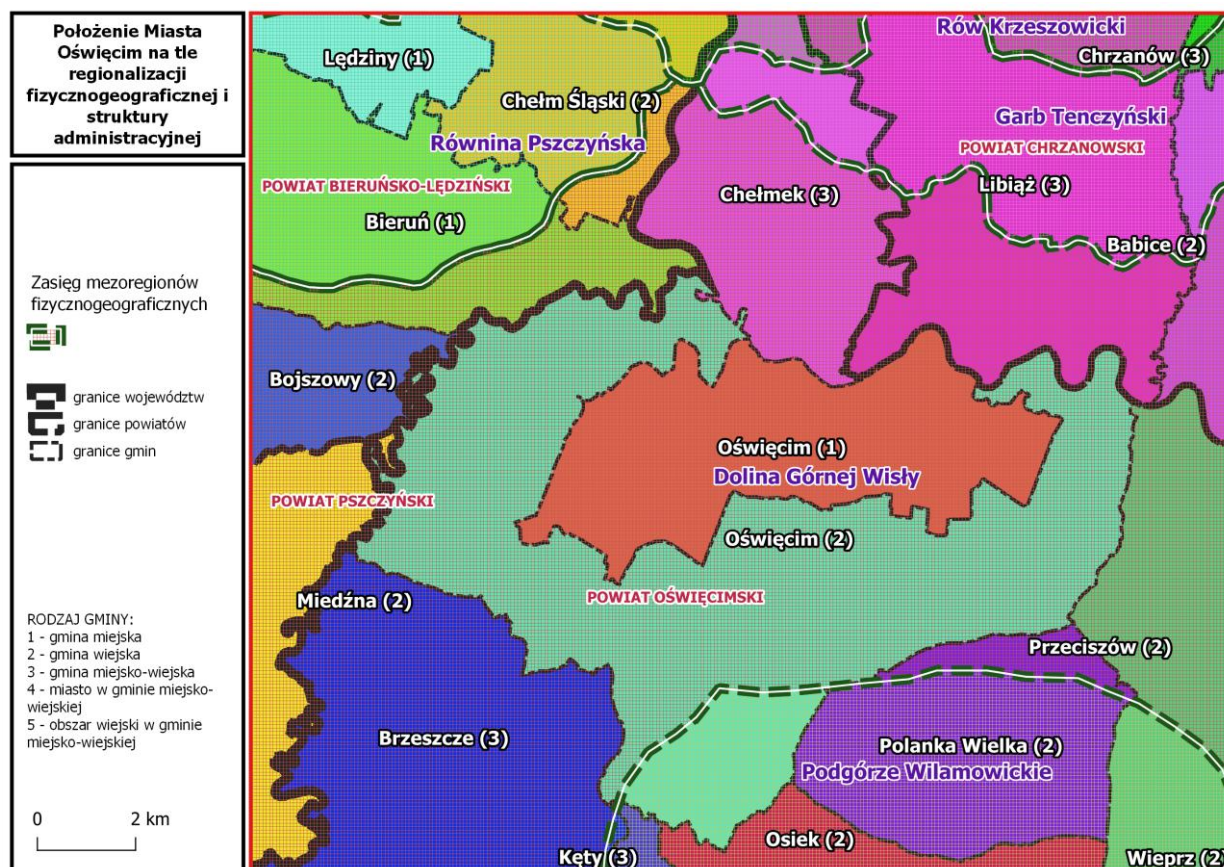 Położenie Miasta
Oświęcim na tle
regionalizacji
fizycznogeograficznej i
struktury
administracyjnej
Zasięg mezoregionów
fizycznogeograficznych
granice województw
granice powiatów
granice gmin
RODZAJ GMINY:
1 - gmina miejska
2 - gmina wiejska
3 - gmina miejsko-wiejska
4 - miasto w gminie miejsko-
wiejskiej
5 - obszar wiejski w gminie
miejsko-wiejskiej
0 2 km
Rów Krzeszowicki
Lędziny (1)
Chrzanów (3)
Chełm Śląski (2)
Garb Tenczyński
Równina Pszczyńska
POWIAT CHRZANOWSKI
POWIAT BIERUŃSKO-LĘDZIŃSKI
Libiąż (3)
Chełmek (3)
Bieruń (1)
Babice (2)
Bojszowy (2)
Oświęcim (1)
Dolina Górnej Wisły
POWIAT PSZCZYŃSKI
Oświęcim (2)
POWIAT OŚWIĘCIMSKI
Miedźna (2)
Przeciszów (2)
Brzeszcze (3)
Polanka Wielka (2)
Podgórze Wilamowickie
Osiek (2)
Kęty (3)
Wieprz (2)